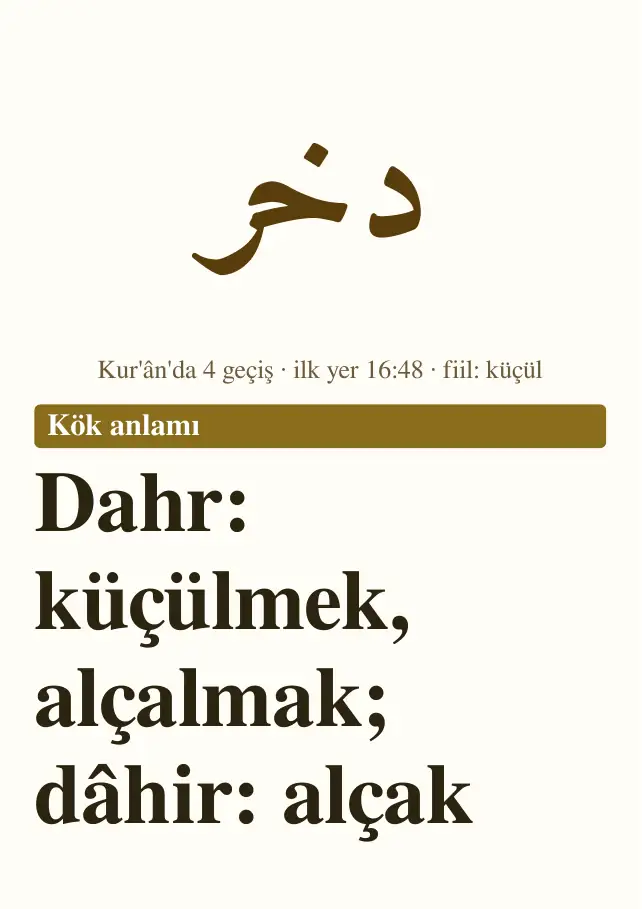 دخر
Kur'ân'da 4 geçiş · ilk yer 16:48 · fiil: küçül
Kök anlamı
Dahr:
küçülmek,
alçalmak;
dâhir: alçak